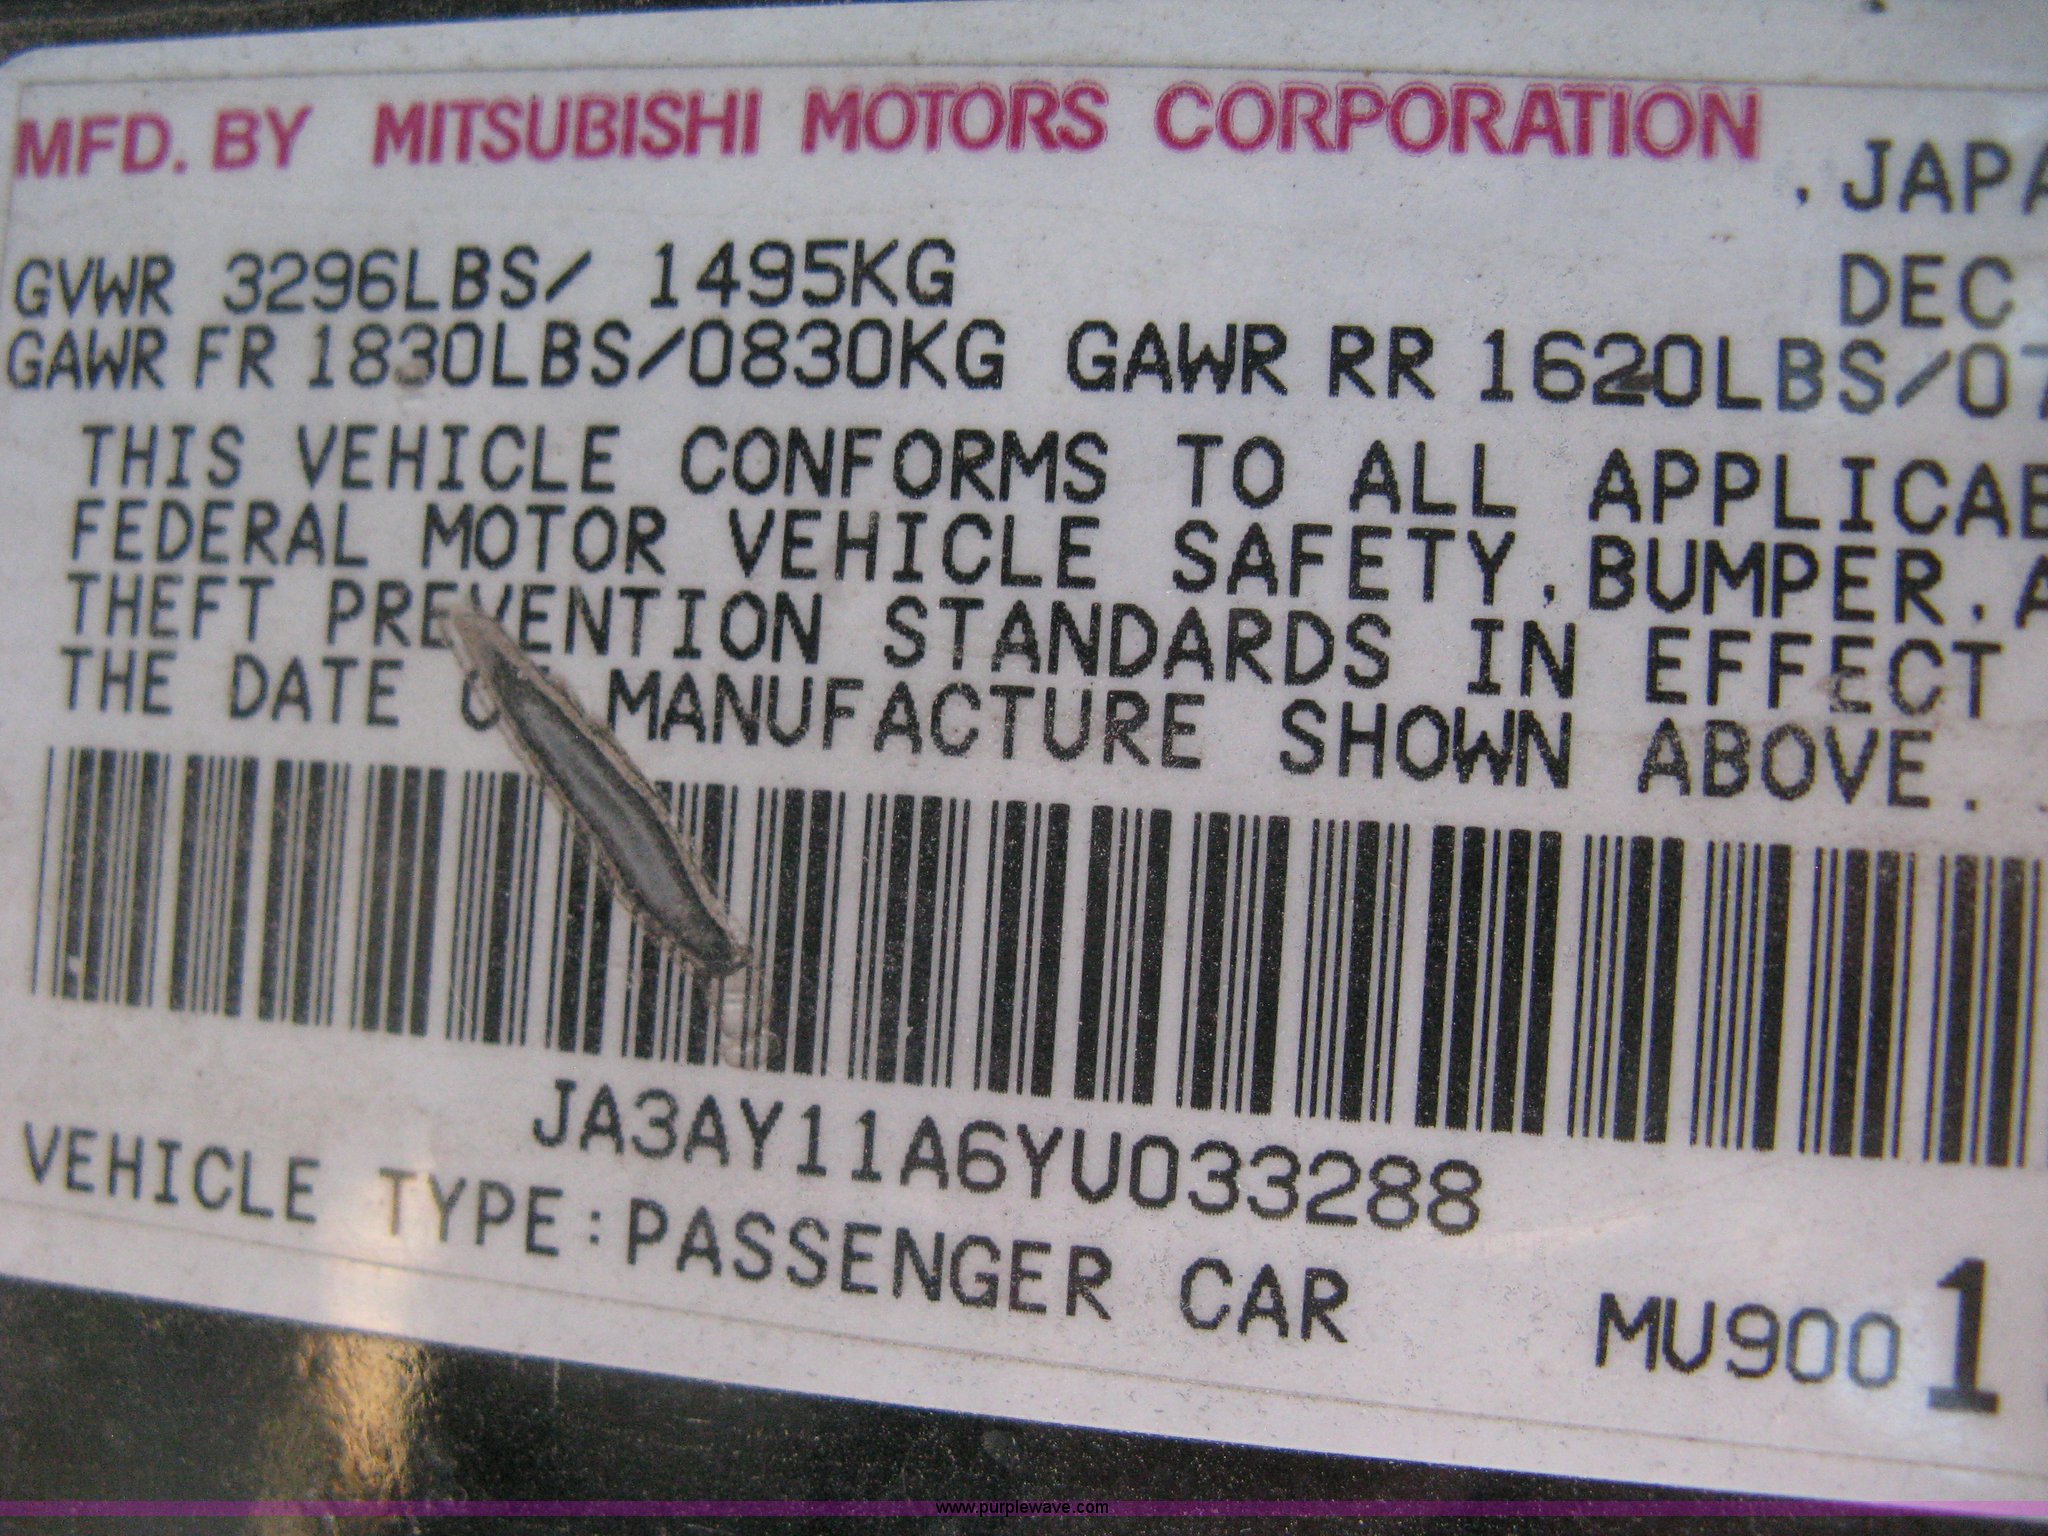 MFD. BY MITSUBISHI MOTORS CORPORATION , JAPA
GVWR 3296LBS/ 1495KG DEC
GAWR FR 1830LBS/0830KG GAWR RR 1620LBS/07
THIS VEHICLE CONFORMS TO ALL APPLICAB
FEDERAL MOTOR VEHICLE SAFETY, BUMPER, A
THEFT PREVENTION STANDARDS IN EFFECT
THE DATE MANUFACTURE SHOWN ABOVE.
JA3AY11A6YU033288
VEHICLE TYPE:PASSENGER CAR
MU9001
www.purplewave.com